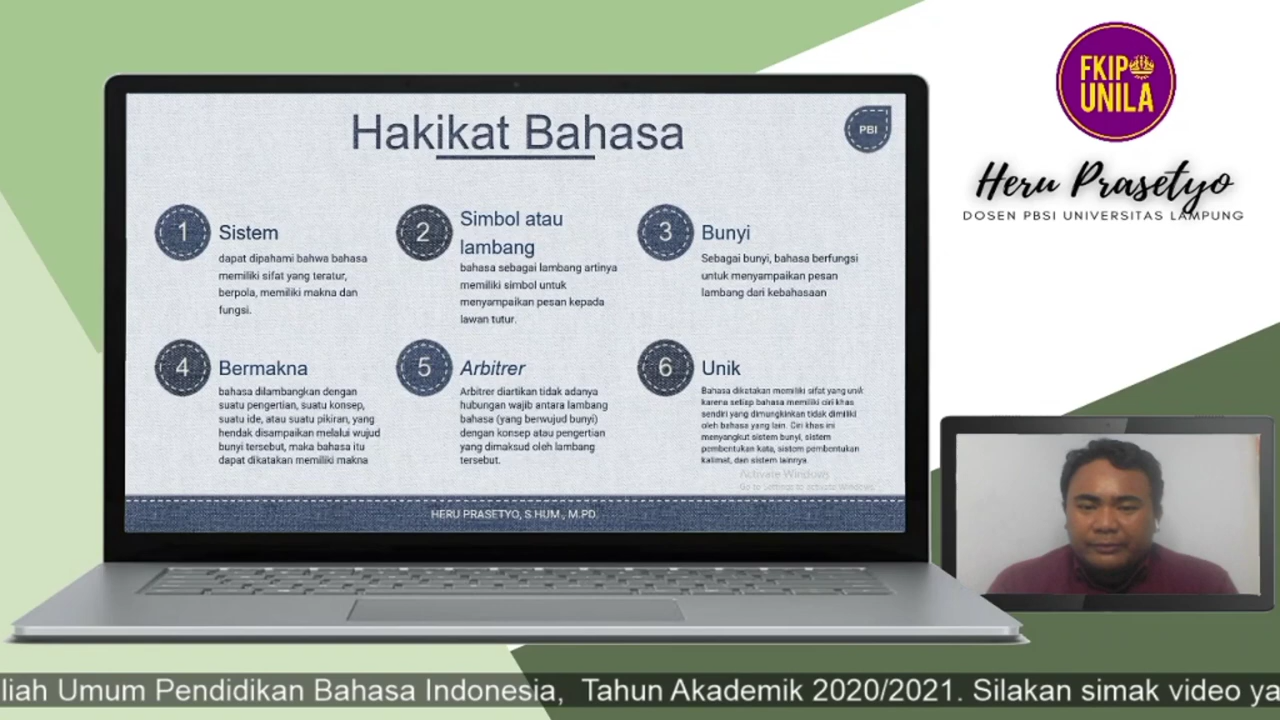 FKIP
UNILA
Heru Prasetyo
DOSEN PBSI UNIVERSITAS LAMPUNG
Hakikat Bahasa
PBI
1
Sistem
dapat dipahami bahwa bahasa
memiliki sifat yang teratur,
berpola, memiliki makna dan
fungsi.
2
Simbol atau
lambang
bahasa sebagai lambang artinya
memiliki simbol untuk
menyampaikan pesan kepada
lawan tutur.
3
Bunyi
Sebagai bunyi, bahasa berfungsi
untuk menyampaikan pesan
lambang dari kebahasaan
4
Bermakna
bahasa dilambangkan dengan
suatu pengertian, suatu konsep,
suatu ide, atau suatu pikiran, yang
hendak disampaikan melalui wujud
bunyi tersebut, maka bahasa itu
dapat dikatakan memiliki makna
5
Arbitrer
Arbitrer diartikan tidak adanya
hubungan wajib antara lambang
bahasa (yang berwujud bunyi)
dengan konsep atau pengertian
yang dimaksud oleh lambang
tersebut.
6
Unik
Bahasa dikatakan memiliki sifat yang unik
karena setiap bahasa memiliki ciri khas
sendiri yang dimungkinkan tidak dimiliki
oleh bahasa yang lain. Ciri khas ini
menyangkut sistem bunyi, sistem
pembentukan kata, sistem pembentukan
kalimat, dan sistem lainnya.
Activate Windows
Go to Settings to activate Windows.
HERU PRASETYO, S.HUM., M.PD.
liah Umum Pendidikan Bahasa Indonesia, Tahun Akademik 2020/2021. Silakan simak video ya